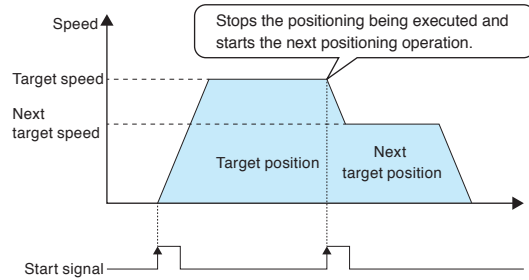 Speed
Stops the positioning being executed and
starts the next positioning operation.
Target speed
Next
target speed
Target position
Next
target position
Start signal